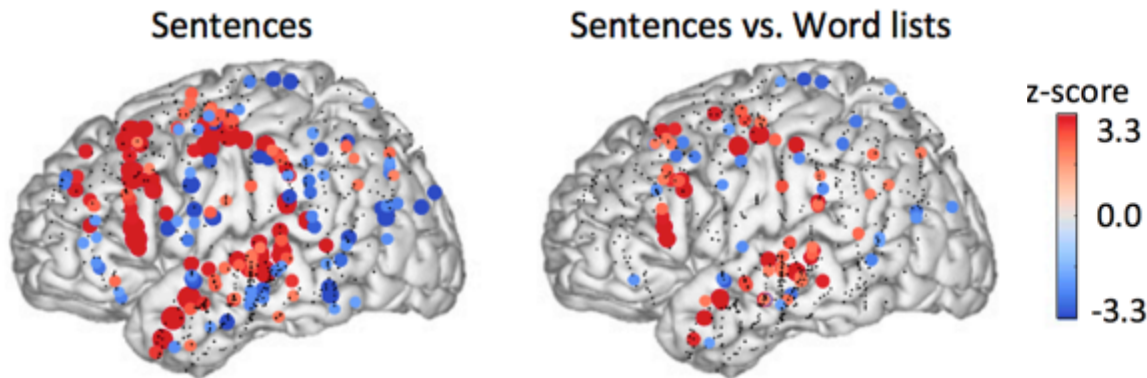 Sentences
Sentences vs. Word lists
z-score
3.3
0.0
-3.3